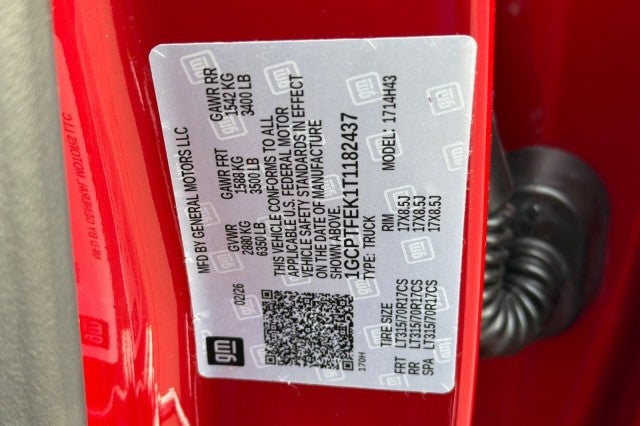 gm
MFD BY GENERAL MOTORS LLC
02/26
GVWR GAWR FRT GAWR RR
2880 KG 1588 KG 1542 KG
6350 LB 3500 LB 3400 LB
THIS VEHICLE CONFORMS TO ALL
APPLICABLE U.S. FEDERAL MOTOR
VEHICLE SAFETY STANDARDS IN EFFECT
ON THE DATE OF MANUFACTURE
SHOWN ABOVE.
1GCPTFEK1T1182437
TYPE: TRUCK MODEL: 1714H43
170H
TIRE SIZE RIM
FRT LT315/70R17CS 17X8.5J
RR LT315/70R17CS 17X8.5J
SPA LT315/70R17CS 17X8.5J